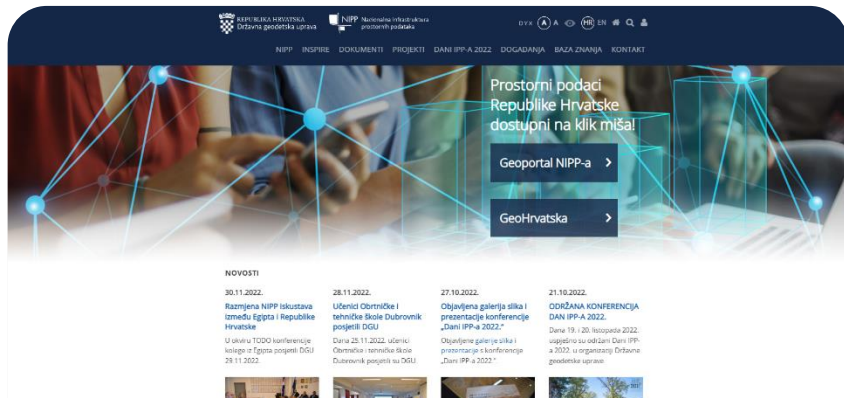 REPUBLIKA HRVATSKA
Državna geodetska uprava
NIPP Nacionalna infrastruktura
prostornih podataka
A A HR EN
NIPP INSPIRE DOKUMENTI PROJEKTI DANI IPP-A 2022 DOGAĐANJA BAZA ZNANJA KONTAKT
Prostorni podaci
Republike Hrvatske
dostupni na klik miša!
Geoportal NIPP-a
GeoHrvatska
NOVOSTI
30.11.2022.
Razmjena NIPP iskustava
između Egipta i Republike
Hrvatske
U okviru TODO konferencije
kolege iz Egipta posjetili DGU
29.11.2022.
28.11.2022.
Učenici Obrtničke i
tehničke škole Dubrovnik
posjetili DGU
Dana 25.11.2022. učenici
Obrtničke i tehničke škole
Dubrovnik posjetili su DGU.
27.10.2022.
Objavljena galerija slika i
prezentacije konferencije
„Dani IPP-a 2022.“
Objavljene galerije slika i
prezentacije s konferencije
„Dani IPP-a 2022.“
21.10.2022.
ODRŽANA KONFERENCIJA
DAN IPP-A 2022.
Dana 19. i 20. listopada 2022.
uspješno su održani Dani IPP-
a 2022. u organizaciji Državne
geodetske uprave.